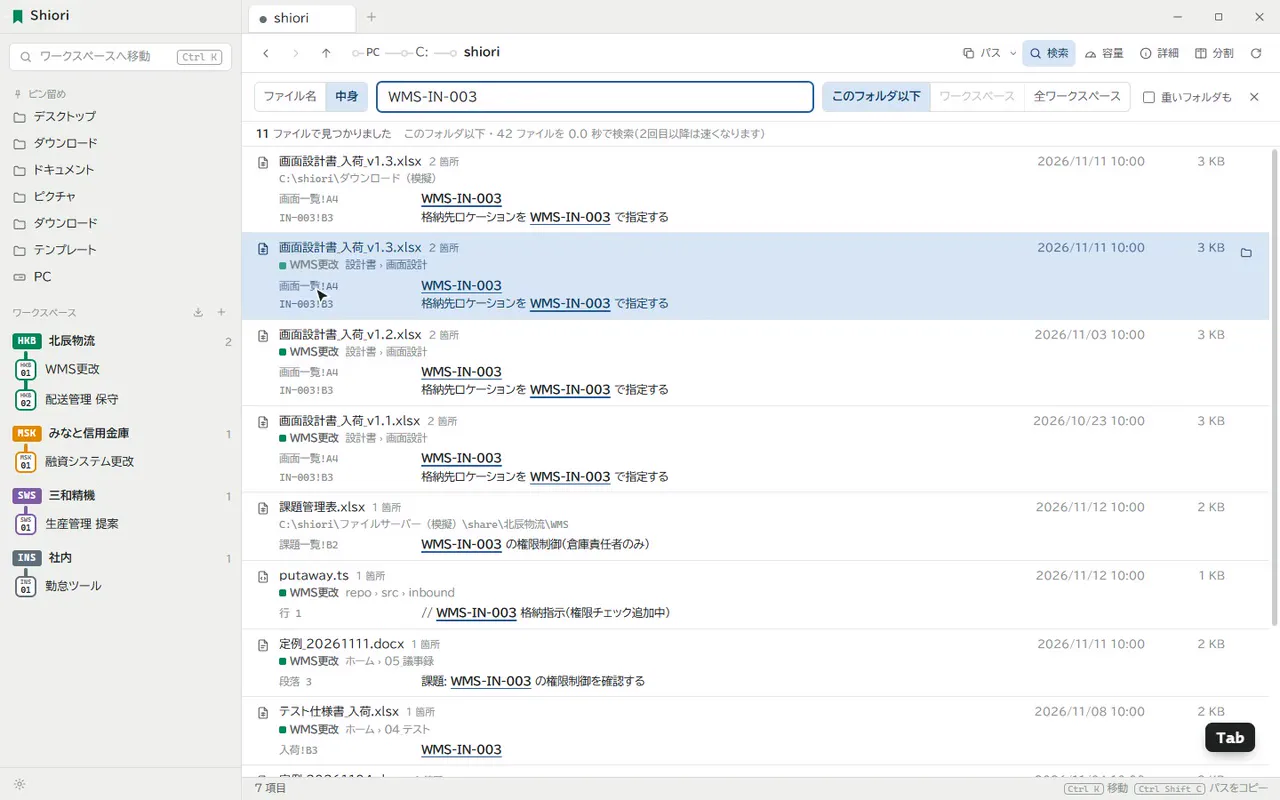 Shiori
shiori
ワークスペースへ移動 Ctrl K
PC C: shiori
パス 検索 容量 詳細 分割
ピン留め
デスクトップ
ダウンロード
ドキュメント
ピクチャ
ダウンロード
テンプレート
PC
ワークスペース
HKB 北辰物流 2
HKB 01 WMS更改
HKB 02 配送管理 保守
MSK みなと信用金庫 1
MSK 01 融資システム更改
SWS 三和精機 1
SWS 01 生産管理 提案
INS 社内 1
INS 01 勤怠ツール
ファイル名 中身 WMS-IN-003 このフォルダ以下 ワークスペース 全ワークスペース 重いフォルダも
11 ファイルで見つかりました このフォルダ以下・42 ファイルを 0.0 秒で検索(2回目以降は速くなります)
画面設計書_入荷_v1.3.xlsx 2 箇所 2026/11/11 10:00 3 KB
C:\shiori\ダウンロード（模擬）
画面一覧!A4 WMS-IN-003
IN-003!B3 格納先ロケーションを WMS-IN-003 で指定する
画面設計書_入荷_v1.3.xlsx 2 箇所 2026/11/11 10:00 3 KB
WMS更改 設計書 › 画面設計
画面一覧!A4 WMS-IN-003
IN-003!B3 格納先ロケーションを WMS-IN-003 で指定する
画面設計書_入荷_v1.2.xlsx 2 箇所 2026/11/03 10:00 3 KB
WMS更改 設計書 › 画面設計
画面一覧!A4 WMS-IN-003
IN-003!B3 格納先ロケーションを WMS-IN-003 で指定する
画面設計書_入荷_v1.1.xlsx 2 箇所 2026/10/23 10:00 3 KB
WMS更改 設計書 › 画面設計
画面一覧!A4 WMS-IN-003
IN-003!B3 格納先ロケーションを WMS-IN-003 で指定する
課題管理表.xlsx 1 箇所 2026/11/12 10:00 2 KB
C:\shiori\ファイルサーバー（模擬）\share\北辰物流\WMS
課題一覧!B2 WMS-IN-003 の権限制御(倉庫責任者のみ)
putaway.ts 1 箇所 2026/11/12 10:00 1 KB
WMS更改 repo › src › inbound
行 1 // WMS-IN-003 格納指示(権限チェック追加中)
定例_20261111.docx 1 箇所 2026/11/11 10:00 2 KB
WMS更改 ホーム › 05 議事録
段落 3 課題: WMS-IN-003 の権限制御を確認する
テスト仕様書_入荷.xlsx 1 箇所 2026/11/08 10:00 2 KB
WMS更改 ホーム › 04 テスト
入荷!B3 WMS-IN-003
Tab
7 項目 Ctrl K 移動 Ctrl Shift C パスをコピー